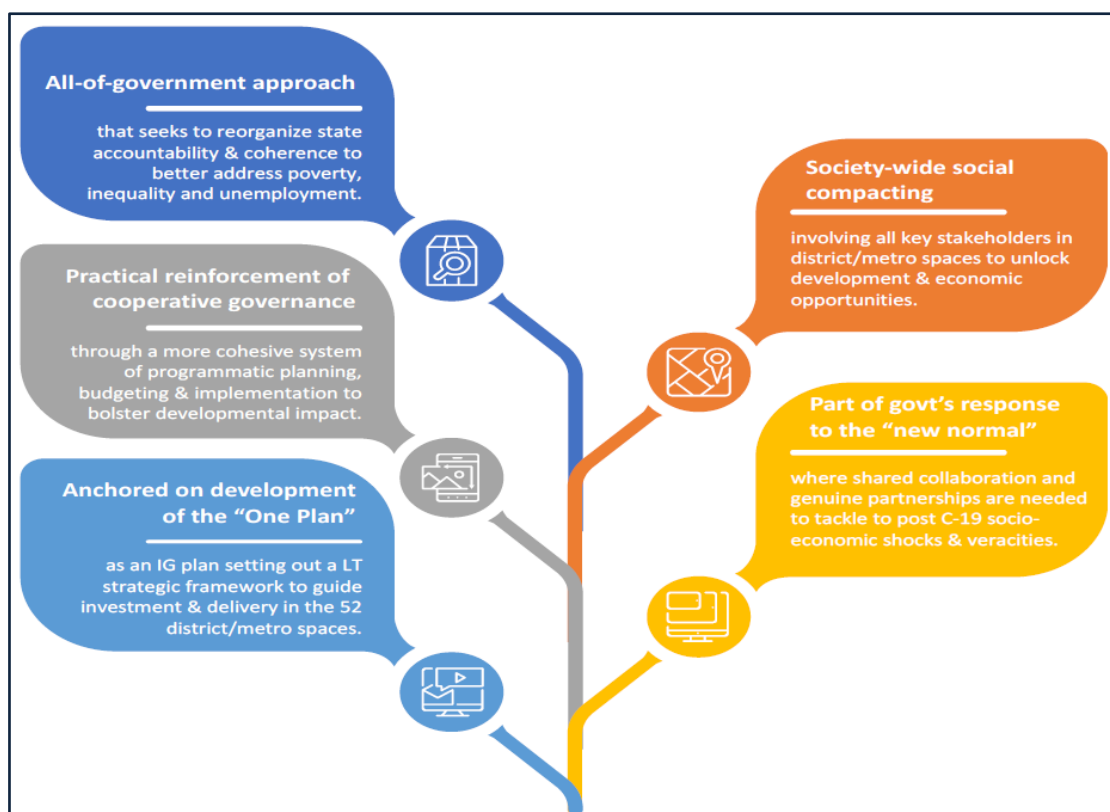 All-of-government approach
that seeks to reorganize state
accountability & coherence to
better address poverty,
inequality and unemployment.
Practical reinforcement of
cooperative governance
through a more cohesive system
of programmatic planning,
budgeting & implementation to
bolster developmental impact.
Anchored on development
of the “One Plan”
as an IG plan setting out a LT
strategic framework to guide
investment & delivery in the 52
district/metro spaces.
Society-wide social
compacting
involving all key stakeholders in
district/metro spaces to unlock
development & economic
opportunities.
Part of govt’s response
to the “new normal”
where shared collaboration and
genuine partnerships are needed
to tackle to post C-19 socio-
economic shocks & veracities.